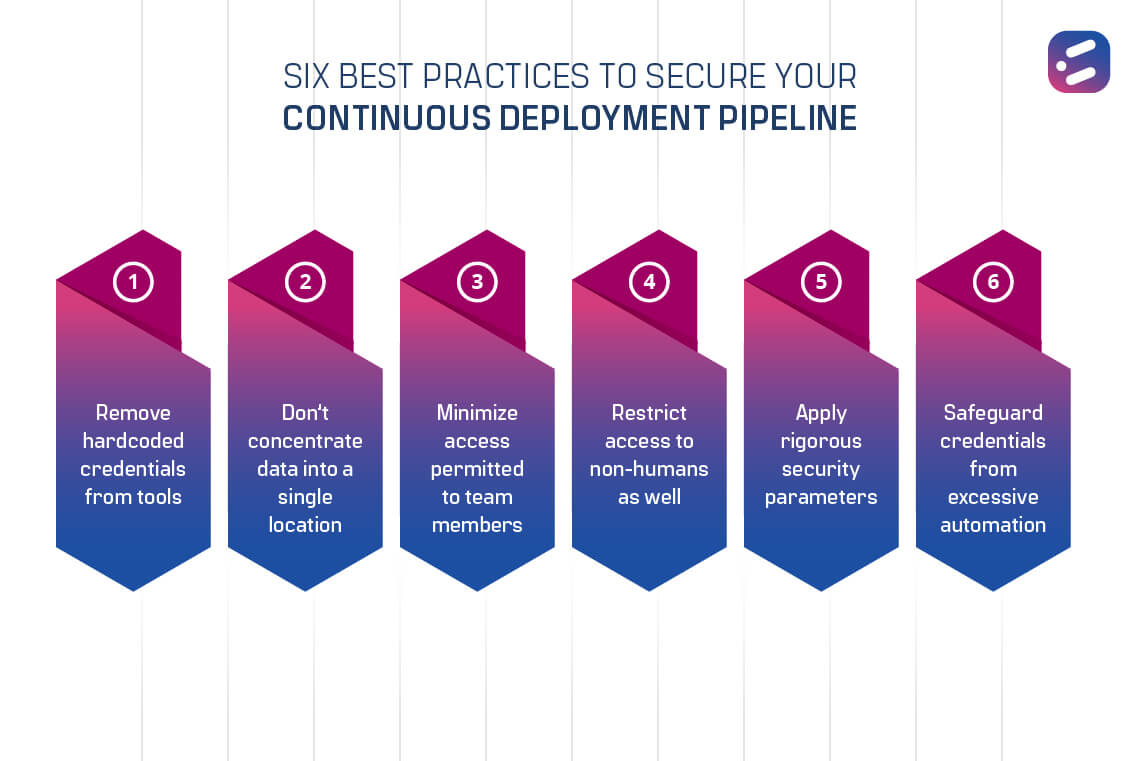 SIX BEST PRACTICES TO SECURE YOUR
CONTINUOUS DEPLOYMENT PIPELINE
1
Remove
hardcoded
credentials
from tools
2
Don't
concentrate
data into a
single
location
3
Minimize
access
permitted
to team
members
4
Restrict
access to
non-humans
as well
5
Apply
rigorous
security
parameters
6
Safeguard
credentials
from
excessive
automation